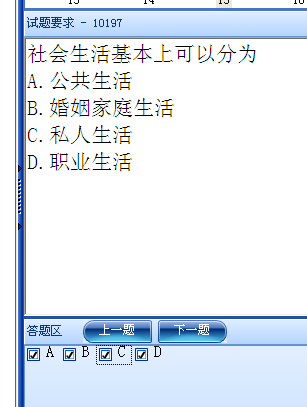 13 14 15 16
试题要求 - 10197
社会生活基本上可以分为
A.公共生活
B.婚姻家庭生活
C.私人生活
D.职业生活
答题区 上一题 下一题
A B C D